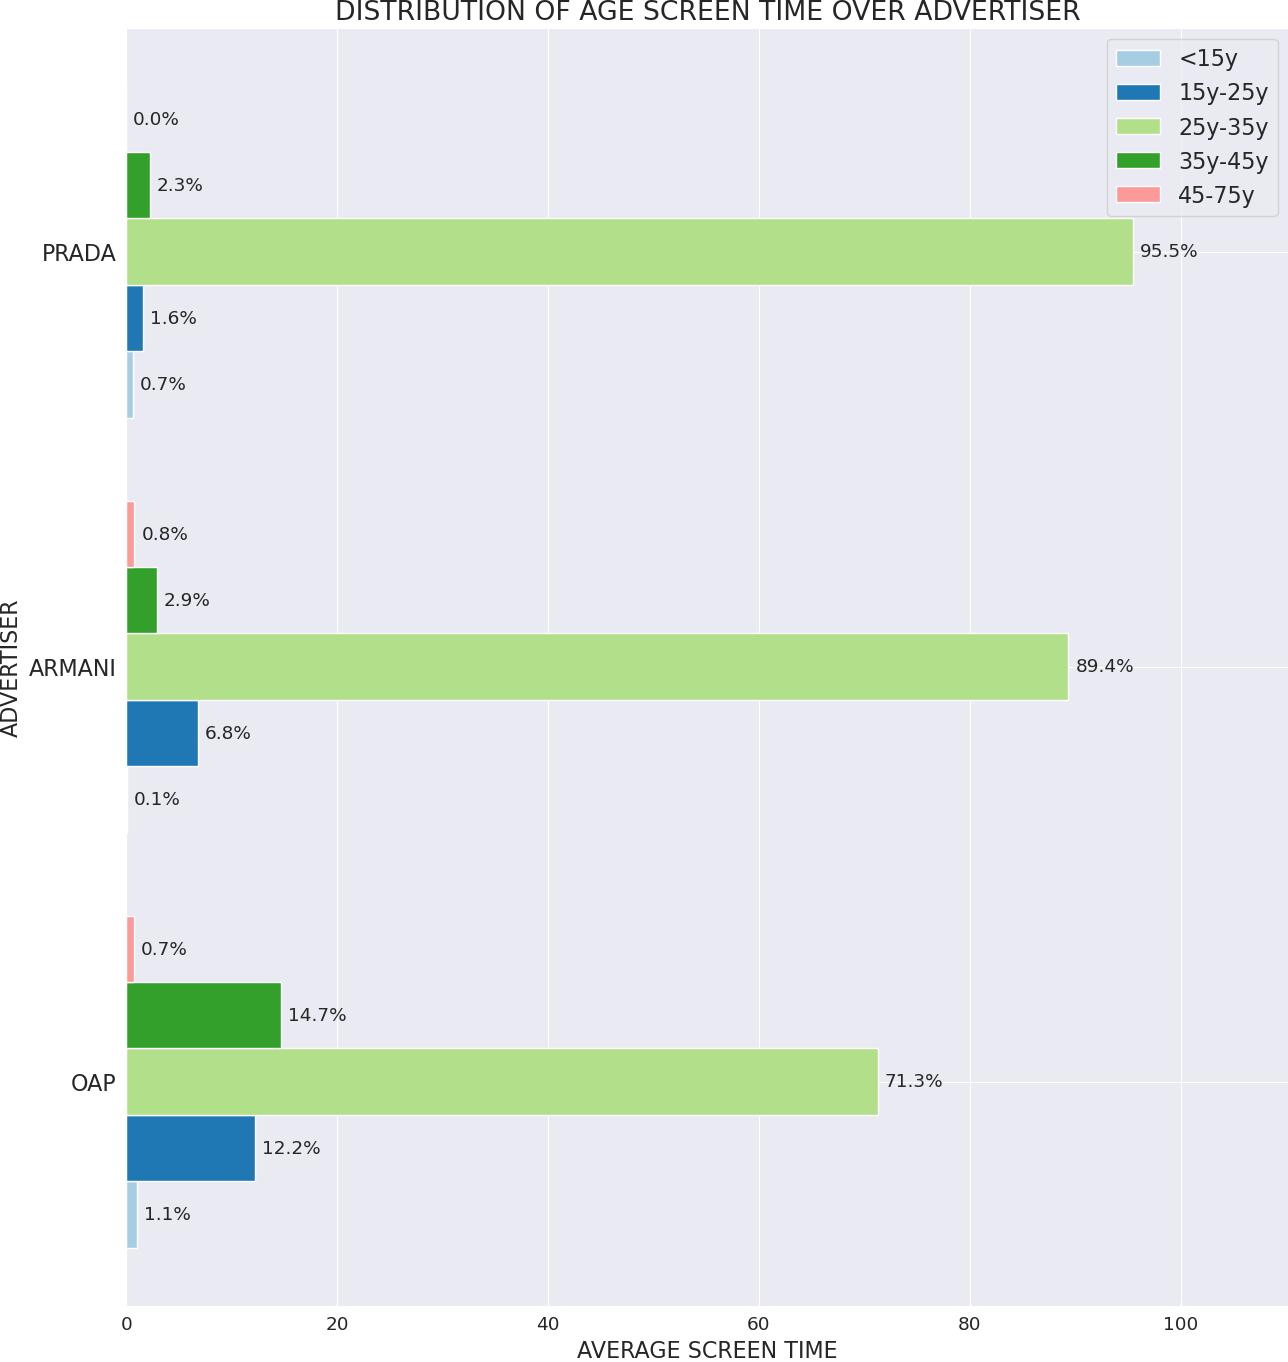 DISTRIBUTION OF AGE SCREEN TIME OVER ADVERTISER
<15y
15y-25y
25y-35y
35y-45y
45-75y
ADVERTISER
PRADA
0.0%
2.3%
95.5%
1.6%
0.7%
ARMANI
0.8%
2.9%
89.4%
6.8%
0.1%
OAP
0.7%
14.7%
71.3%
12.2%
1.1%
0 20 40 60 80 100
AVERAGE SCREEN TIME